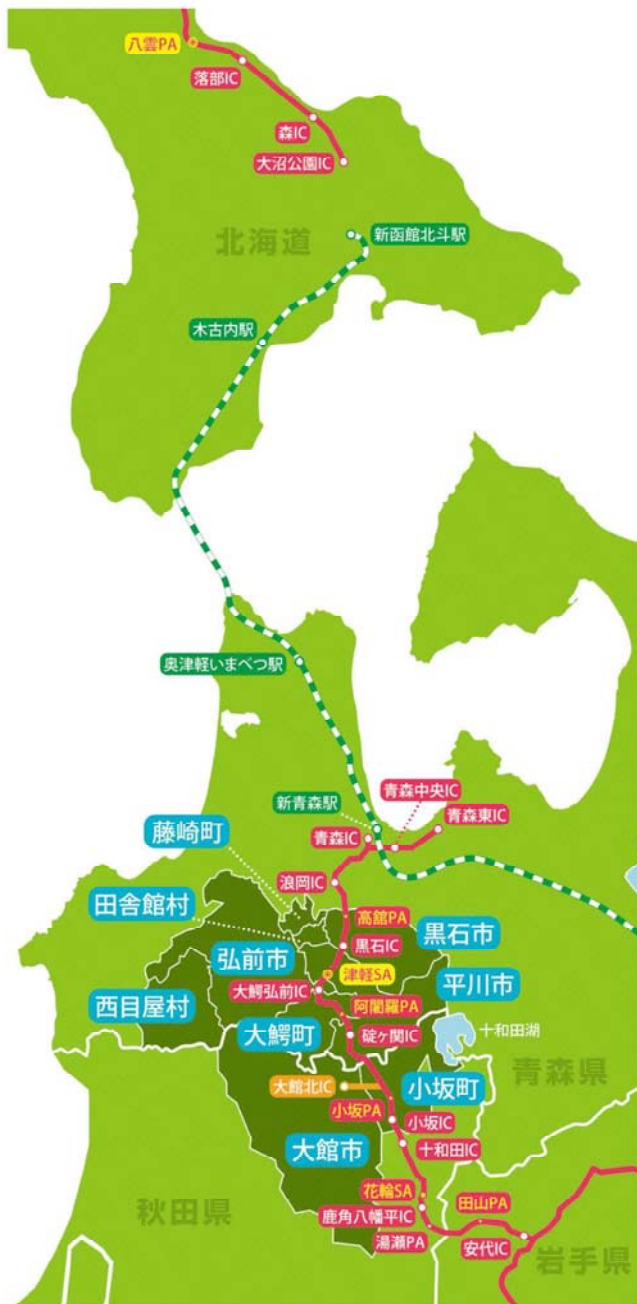 八雲PA
落部IC
森IC
大沼公園IC
北海道
新函館北斗駅
木古内駅
奥津軽いまべつ駅
青森中央IC
新青森駅
青森東IC
藤崎町
青森IC
浪岡IC
田舎館村
高舘PA
黒石市
黒石IC
弘前市
津軽SA
平川市
大鰐弘前IC
西目屋村
阿闍羅PA
大鰐町
碇ヶ関IC
十和田湖
青森県
大館北IC
小坂町
小坂PA
小坂IC
大館市
十和田IC
花輪SA
田山PA
秋田県
鹿角八幡平IC
湯瀬PA
安代IC
岩手県